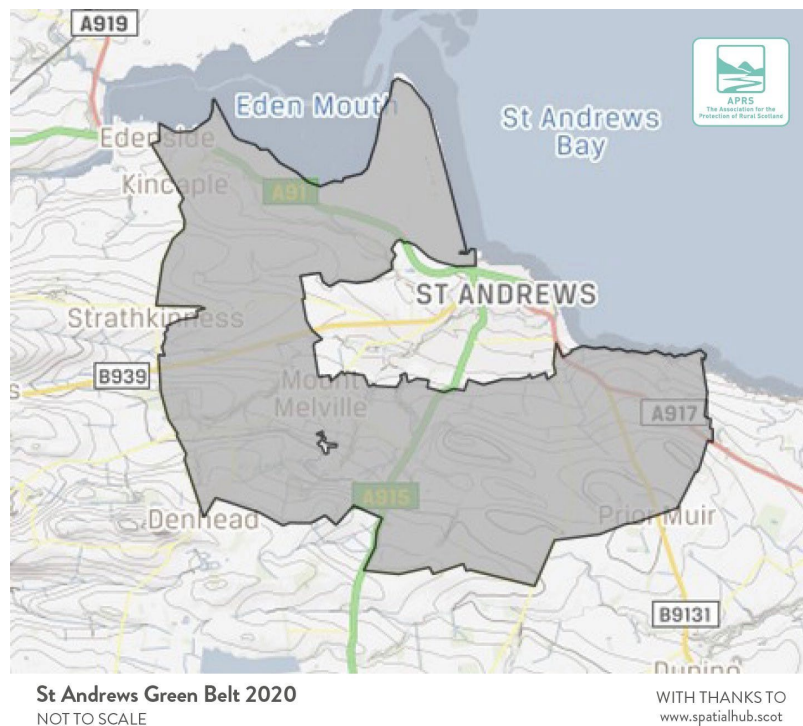 A919
APRS
The Association for the
Protection of Rural Scotland
Eden Mouth
St Andrews
Bay
Edenside
Kincaple
A91
ST ANDREWS
Strathkinness
B939
Mount
Melville
A917
A915
Denhead
Prior Muir
B9131
Dunino
St Andrews Green Belt 2020
NOT TO SCALE
WITH THANKS TO
www.spatialhub.scot